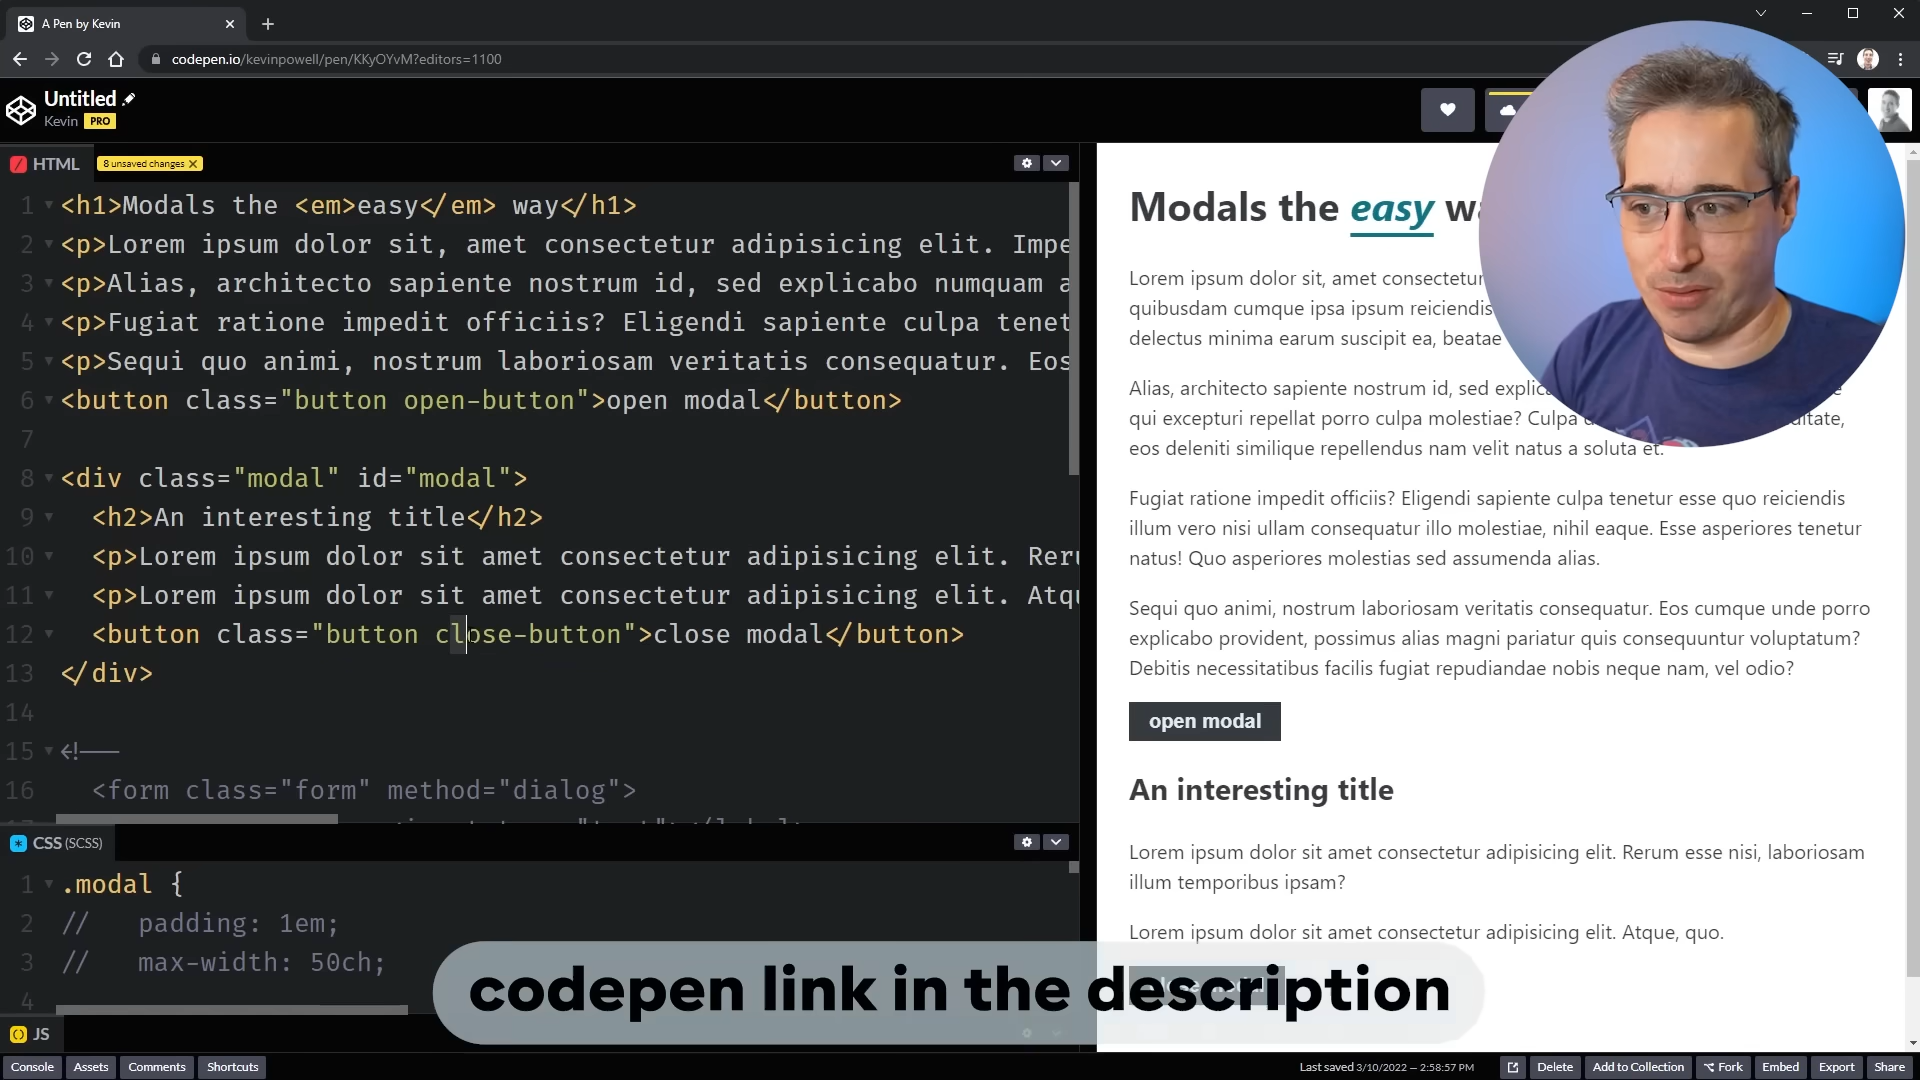 A Pen by Kevin
codepen.io/kevinpowell/pen/KKyOYvM?editors=1100
Untitled
Kevin PRO
HTML
8 unsaved changes X
1 <h1>Modals the <em>easy</em> way</h1>
2 <p>Lorem ipsum dolor sit, amet consectetur adipisicing elit. Impe
3 <p>Alias, architecto sapiente nostrum id, sed explicabo numquam a
4 <p>Fugiat ratione impedit officiis? Eligendi sapiente culpa tenet
5 <p>Sequi quo animi, nostrum laboriosam veritatis consequatur. Eos
6 <button class="button open-button">open modal</button>
7
8 <div class="modal" id="modal">
9 <h2>An interesting title</h2>
10 <p>Lorem ipsum dolor sit amet consectetur adipisicing elit. Reru
11 <p>Lorem ipsum dolor sit amet consectetur adipisicing elit. Atqu
12 <button class="button close-button">close modal</button>
13 </div>
14
15 <!--
16 <form class="form" method="dialog">
CSS (SCSS)
1 .modal {
2 // padding: 1em;
3 // max-width: 50ch;
4
JS
Modals the easy wa
Lorem ipsum dolor sit, amet consectetur
quibusdam cumque ipsa ipsum reiciendis
delectus minima earum suscipit ea, beatae
Alias, architecto sapiente nostrum id, sed explic
qui excepturi repellat porro culpa molestiae? Culpa
eos deleniti similique repellendus nam velit natus a soluta et.
Fugiat ratione impedit officiis? Eligendi sapiente culpa tenetur esse quo reiciendis
illum vero nisi ullam consequatur illo molestiae, nihil eaque. Esse asperiores tenetur
natus! Quo asperiores molestias sed assumenda alias.
Sequi quo animi, nostrum laboriosam veritatis consequatur. Eos cumque unde porro
explicabo provident, possimus alias magni pariatur quis consequuntur voluptatum?
Debitis necessitatibus facilis fugiat repudiandae nobis neque nam, vel odio?
open modal
An interesting title
Lorem ipsum dolor sit amet consectetur adipisicing elit. Rerum esse nisi, laboriosam
illum temporibus ipsam?
Lorem ipsum dolor sit amet consectetur adipisicing elit. Atque, quo.
codepen link in the description
Console Assets Comments Shortcuts
Last saved 3/10/2022 — 2:58:57 PM
Delete Add to Collection Fork Embed Export Share